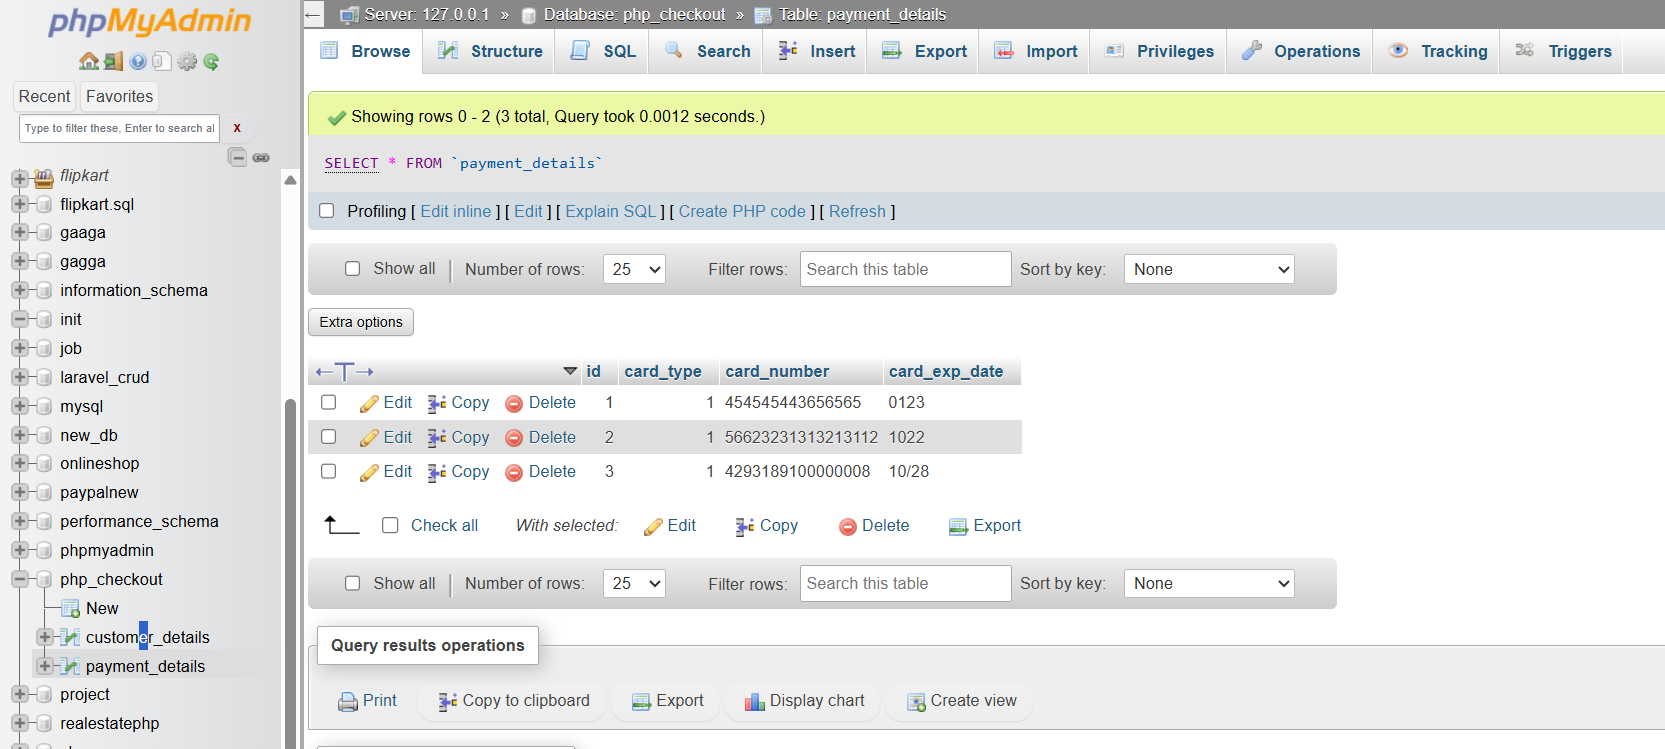 phpMyAdmin
Recent Favorites
Type to filter these, Enter to search al X
flipkart
flipkart.sql
gaaga
gagga
information_schema
init
job
laravel_crud
mysql
new_db
onlineshop
paypalnew
performance_schema
phpmyadmin
php_checkout
New
customer_details
payment_details
project
realestatephp
Server: 127.0.0.1 » Database: php_checkout » Table: payment_details
Browse Structure SQL Search Insert Export Import Privileges Operations Tracking Triggers
Showing rows 0 - 2 (3 total, Query took 0.0012 seconds.)
SELECT * FROM `payment_details`
Profiling [ Edit inline ] [ Edit ] [ Explain SQL ] [ Create PHP code ] [ Refresh ]
Show all | Number of rows: 25 Filter rows: Search this table Sort by key: None
Extra options
←T→ id card_type card_number card_exp_date
Edit Copy Delete 1 1 454545443656565 0123
Edit Copy Delete 2 1 56623231313213112 1022
Edit Copy Delete 3 1 4293189100000008 10/28
Check all With selected: Edit Copy Delete Export
Show all | Number of rows: 25 Filter rows: Search this table Sort by key: None
Query results operations
Print Copy to clipboard Export Display chart Create view